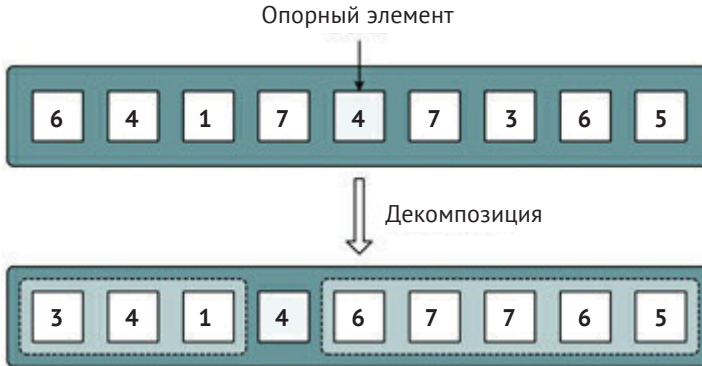 Опорный элемент
6 4 1 7 4 7 3 6 5
Декомпозиция
3 4 1 4 6 7 7 6 5